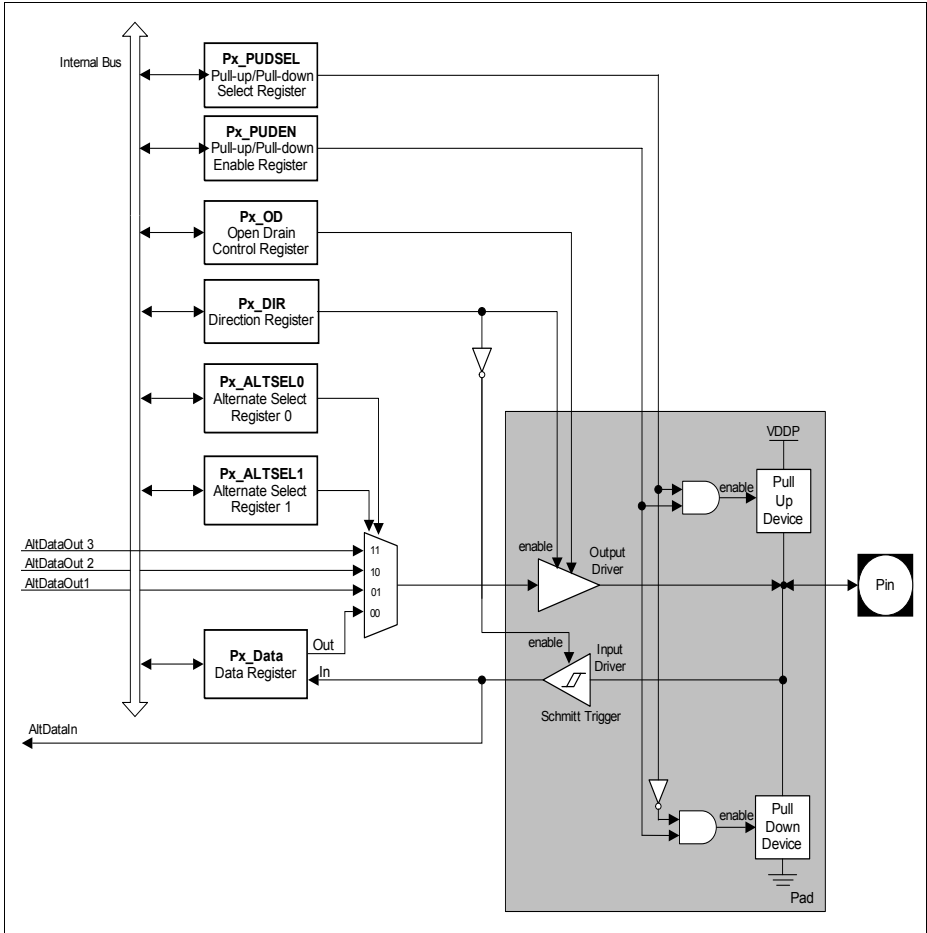 Internal Bus
Px_PUDSEL
Pull-up/Pull-down
Select Register
Px_PUDEN
Pull-up/Pull-down
Enable Register
Px_OD
Open Drain
Control Register
Px_DIR
Direction Register
Px_ALTSEL0
Alternate Select
Register 0
Px_ALTSEL1
Alternate Select
Register 1
AltDataOut 3
AltDataOut 2
AltDataOut1
11
10
01
00
Px_Data
Data Register
Out
In
AltDataIn
enable
Output
Driver
enable
Input
Driver
Schmitt Trigger
VDDP
enable
Pull
Up
Device
Pin
enable
Pull
Down
Device
Pad